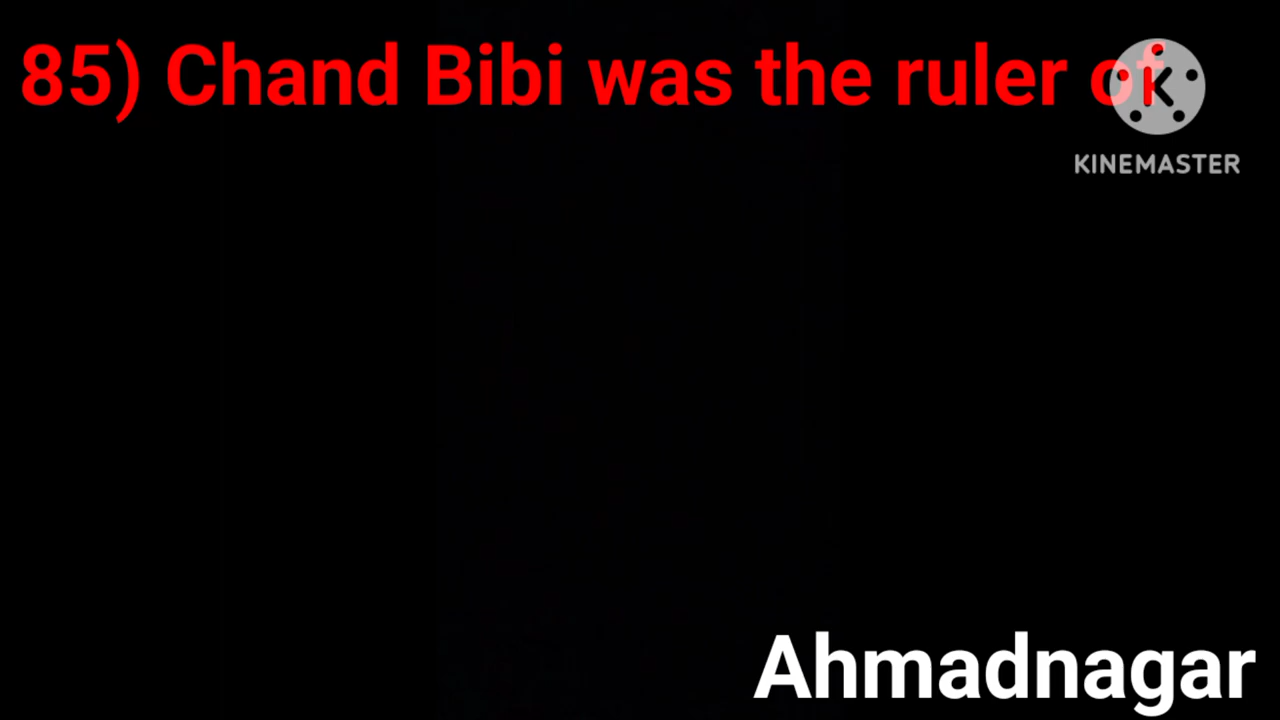 85) Chand Bibi was the ruler of
K
KINEMASTER
Ahmadnagar